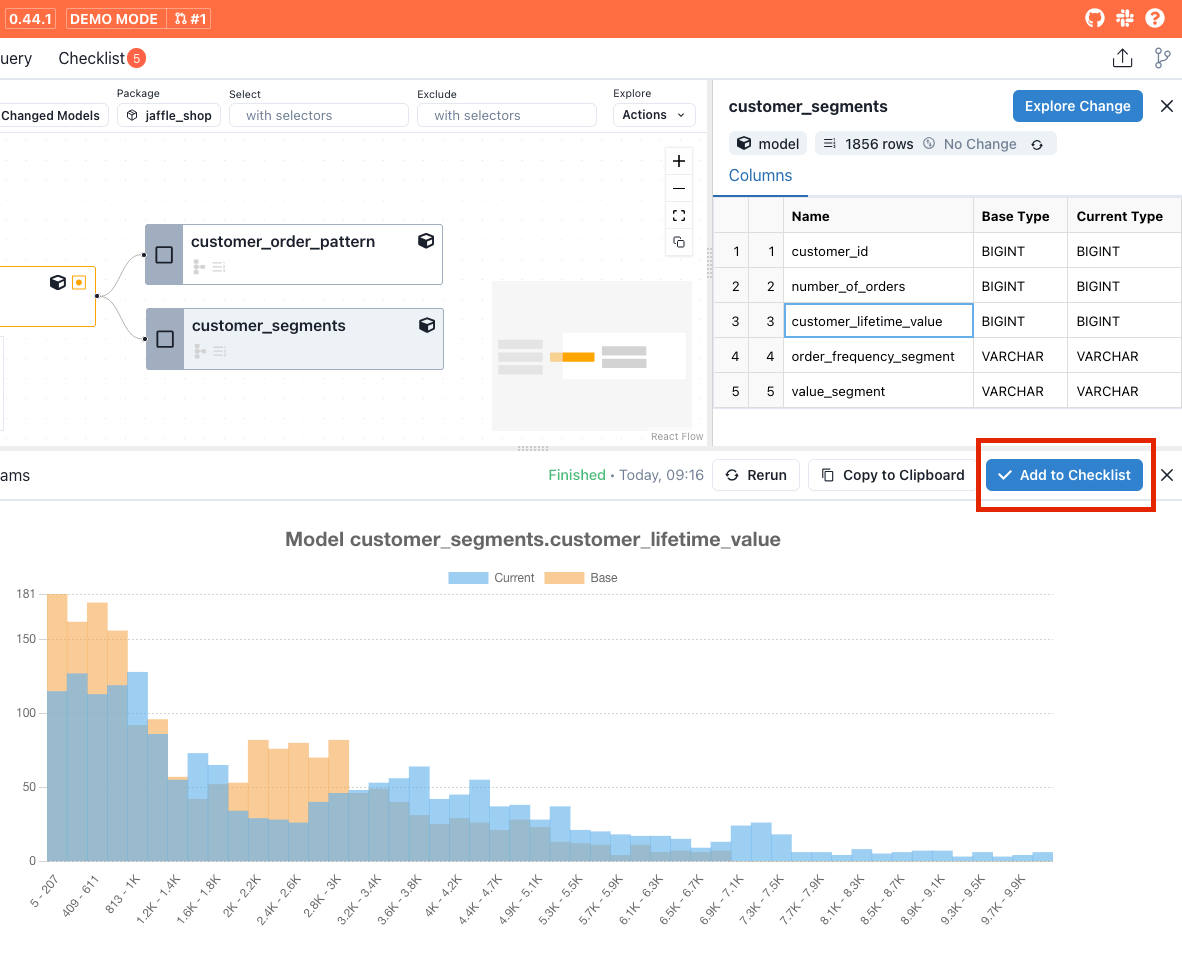 0.44.1 DEMO MODE #1
uery Checklist 5
Package Select Exclude Explore
Changed Models jaffle_shop with selectors with selectors Actions
customer_order_pattern
customer_segments
React Flow
customer_segments Explore Change
model 1856 rows No Change
Columns
Name Base Type Current Type
1 1 customer_id BIGINT BIGINT
2 2 number_of_orders BIGINT BIGINT
3 3 customer_lifetime_value BIGINT BIGINT
4 4 order_frequency_segment VARCHAR VARCHAR
5 5 value_segment VARCHAR VARCHAR
ams Finished • Today, 09:16 Rerun Copy to Clipboard Add to Checklist
Model customer_segments.customer_lifetime_value
Current Base
181
150
100
50
0
5 - 207 409 - 611 813 - 1K 1.2K - 1.4K 1.6K - 1.8K 2K - 2.2K 2.4K - 2.6K 2.8K - 3K 3.2K - 3.4K 3.6K - 3.8K 4K - 4.2K 4.4K - 4.7K 4.9K - 5.1K 5.3K - 5.5K 5.7K - 5.9K 6.1K - 6.3K 6.5K - 6.7K 6.9K - 7.1K 7.3K - 7.5K 7.7K - 7.9K 8.1K - 8.3K 8.5K - 8.7K 8.9K - 9.1K 9.3K - 9.5K 9.7K - 9.9K